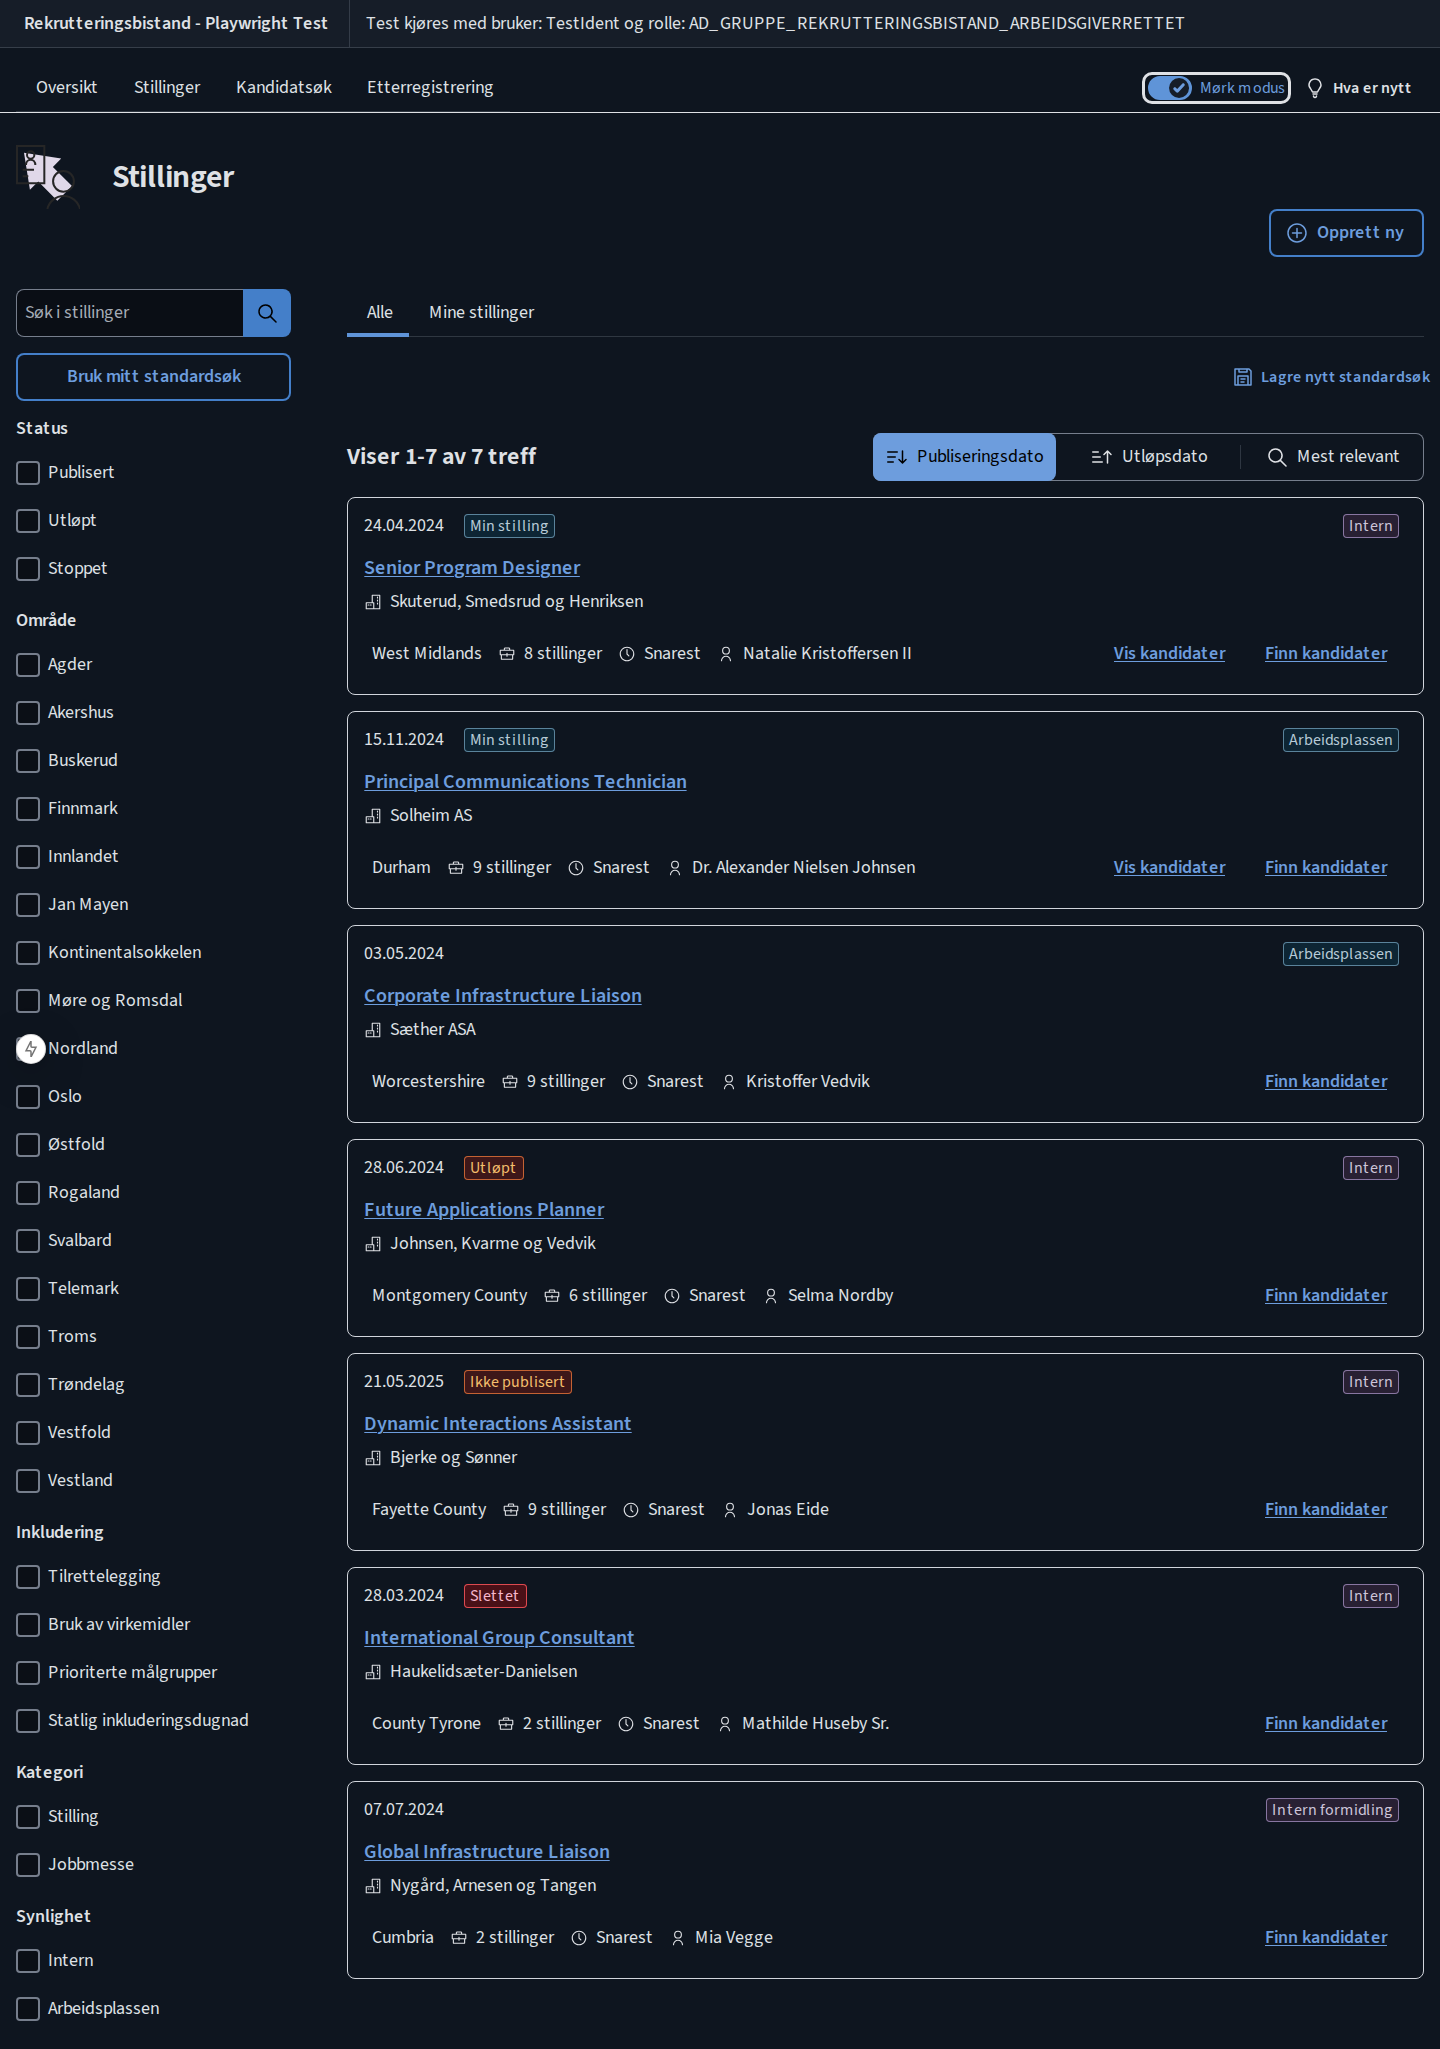 Rekrutteringsbistand - Playwright Test
Test kjøres med bruker: TestIdent og rolle: AD_GRUPPE_REKRUTTERINGSBISTAND_ARBEIDSGIVERRETTET
Oversikt
Stillinger
Kandidatsøk
Etterregistrering
Mørk modus
Hva er nytt
Stillinger
Opprett ny
Søk i stillinger
Bruk mitt standardsøk
Status
Publisert
Utløpt
Stoppet
Område
Agder
Akershus
Buskerud
Finnmark
Innlandet
Jan Mayen
Kontinentalsokkelen
Møre og Romsdal
Nordland
Oslo
Østfold
Rogaland
Svalbard
Telemark
Troms
Trøndelag
Vestfold
Vestland
Inkludering
Tilrettelegging
Bruk av virkemidler
Prioriterte målgrupper
Statlig inkluderingsdugnad
Kategori
Stilling
Jobbmesse
Synlighet
Intern
Arbeidsplassen
Alle
Mine stillinger
Lagre nytt standardsøk
Viser 1-7 av 7 treff
Publiseringsdato
Utløpsdato
Mest relevant
24.04.2024 Min stilling Intern
Senior Program Designer
Skuterud, Smedsrud og Henriksen
West Midlands 8 stillinger Snarest Natalie Kristoffersen II Vis kandidater Finn kandidater
15.11.2024 Min stilling Arbeidsplassen
Principal Communications Technician
Solheim AS
Durham 9 stillinger Snarest Dr. Alexander Nielsen Johnsen Vis kandidater Finn kandidater
03.05.2024 Arbeidsplassen
Corporate Infrastructure Liaison
Sæther ASA
Worcestershire 9 stillinger Snarest Kristoffer Vedvik Finn kandidater
28.06.2024 Utløpt Intern
Future Applications Planner
Johnsen, Kvarme og Vedvik
Montgomery County 6 stillinger Snarest Selma Nordby Finn kandidater
21.05.2025 Ikke publisert Intern
Dynamic Interactions Assistant
Bjerke og Sønner
Fayette County 9 stillinger Snarest Jonas Eide Finn kandidater
28.03.2024 Slettet Intern
International Group Consultant
Haukelidsæter-Danielsen
County Tyrone 2 stillinger Snarest Mathilde Huseby Sr. Finn kandidater
07.07.2024 Intern formidling
Global Infrastructure Liaison
Nygård, Arnesen og Tangen
Cumbria 2 stillinger Snarest Mia Vegge Finn kandidater